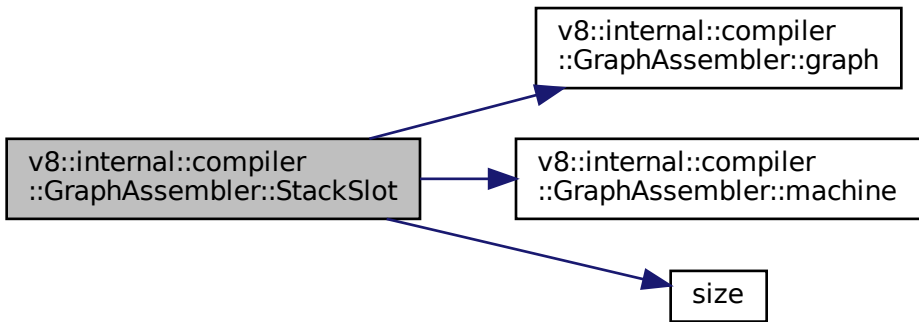 v8::internal::compiler
::GraphAssembler::graph
v8::internal::compiler
::GraphAssembler::StackSlot
v8::internal::compiler
::GraphAssembler::machine
size